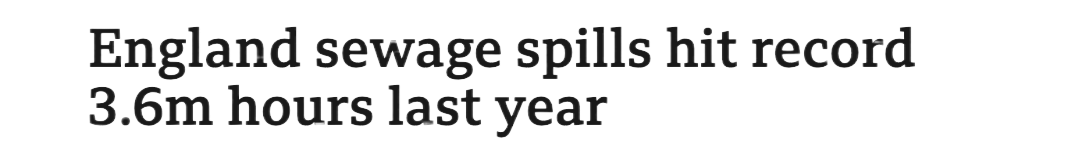 England sewage spills hit record
3.6m hours last year